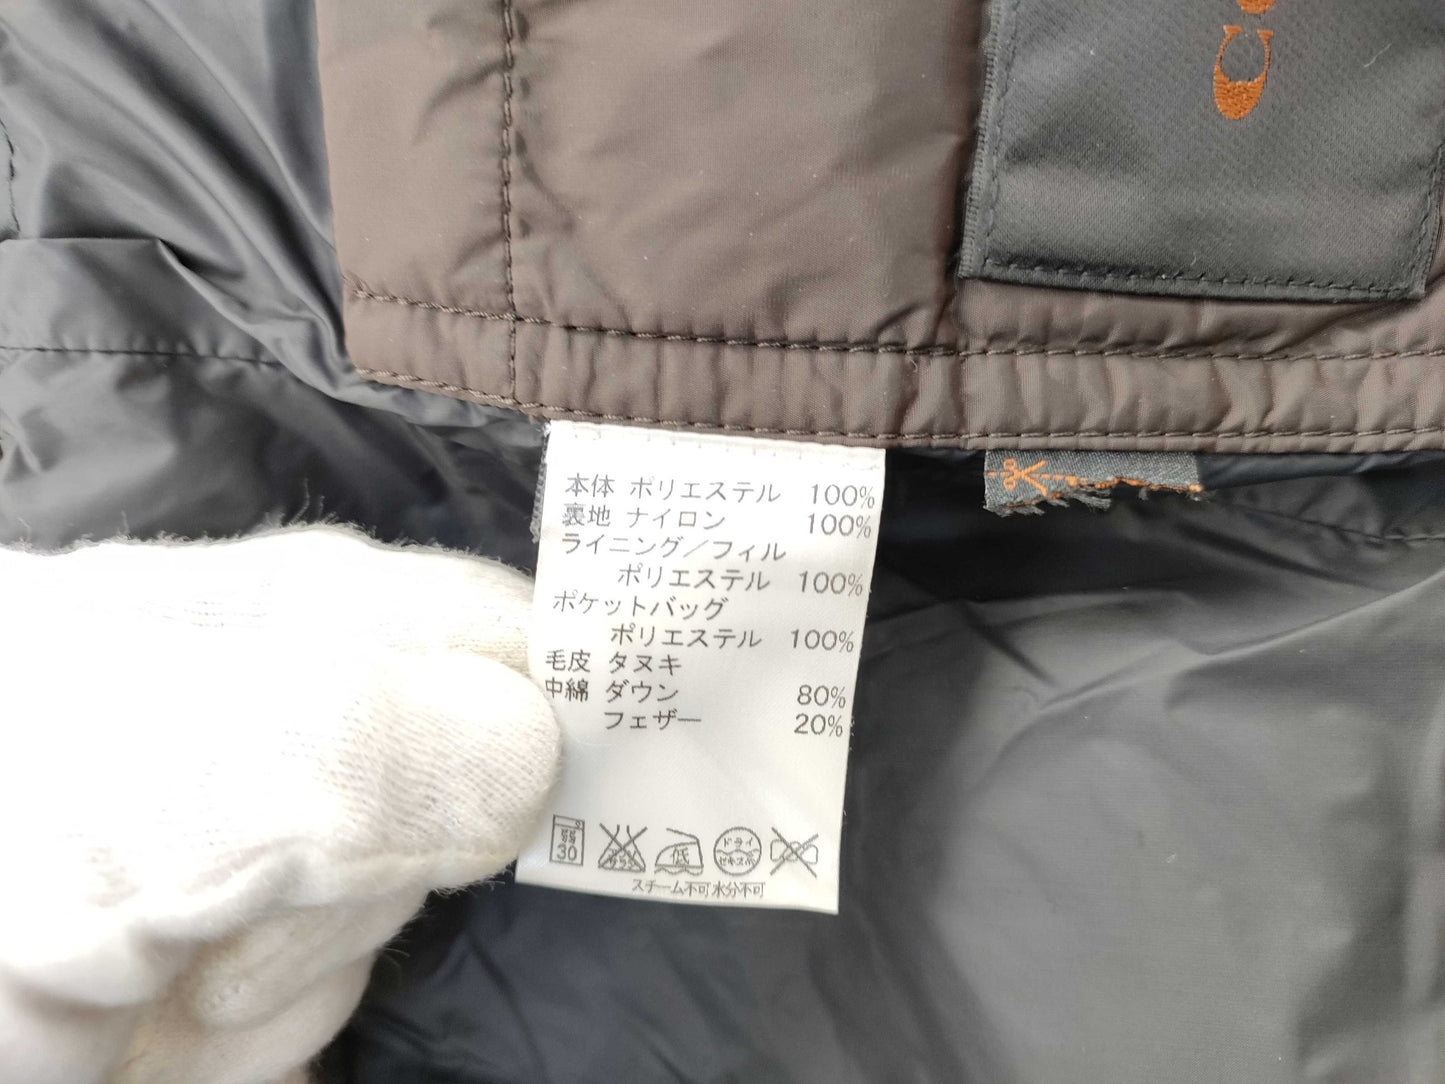 本体 ポリエステル 100%
裏地 ナイロン 100%
ライニング／フィル
ポリエステル 100%
ポケットバッグ
ポリエステル 100%
毛皮 タヌキ
中綿 ダウン 80%
フェザー 20%
30 低 ドライ
セキユ系
スチーム不可 水分不可